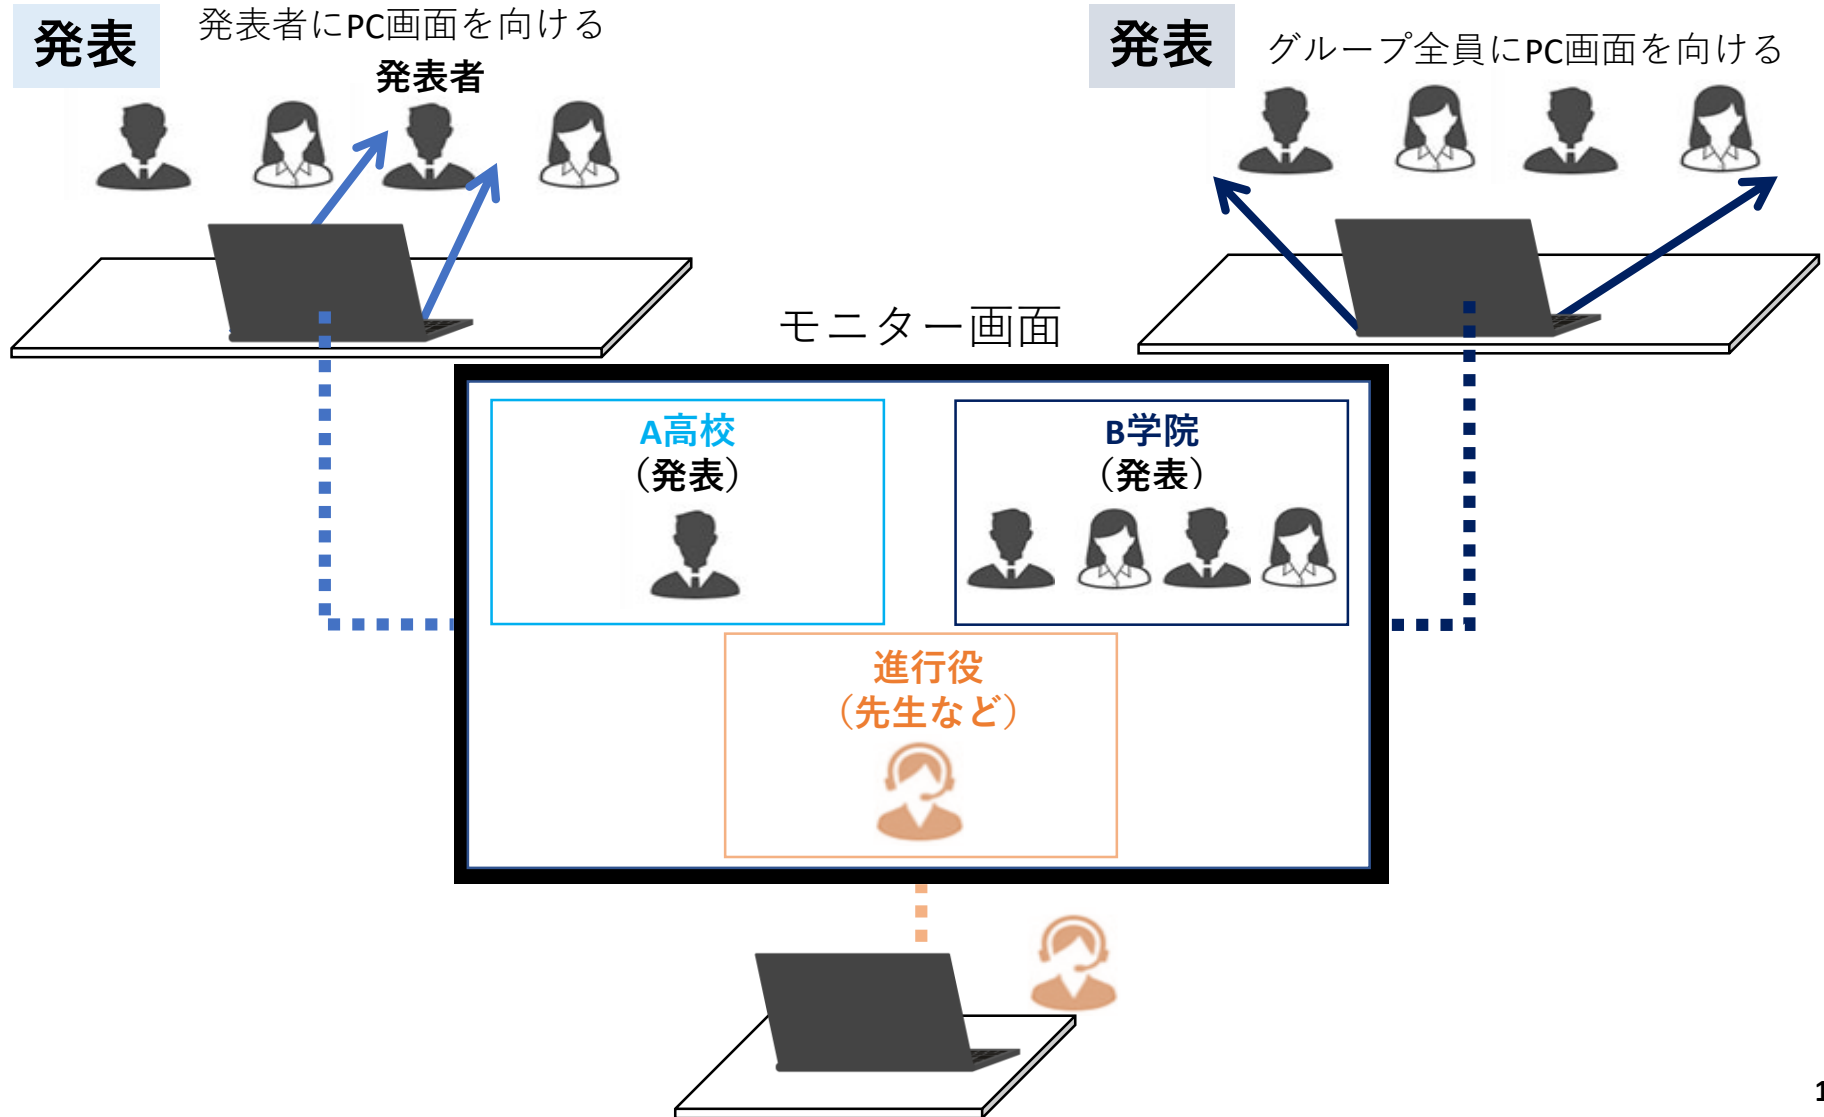 発表
発表者にPC画面を向ける
発表者
発表
グループ全員にPC画面を向ける
モニター画面
A高校
（発表）
B学院
（発表）
進行役
（先生など）
1